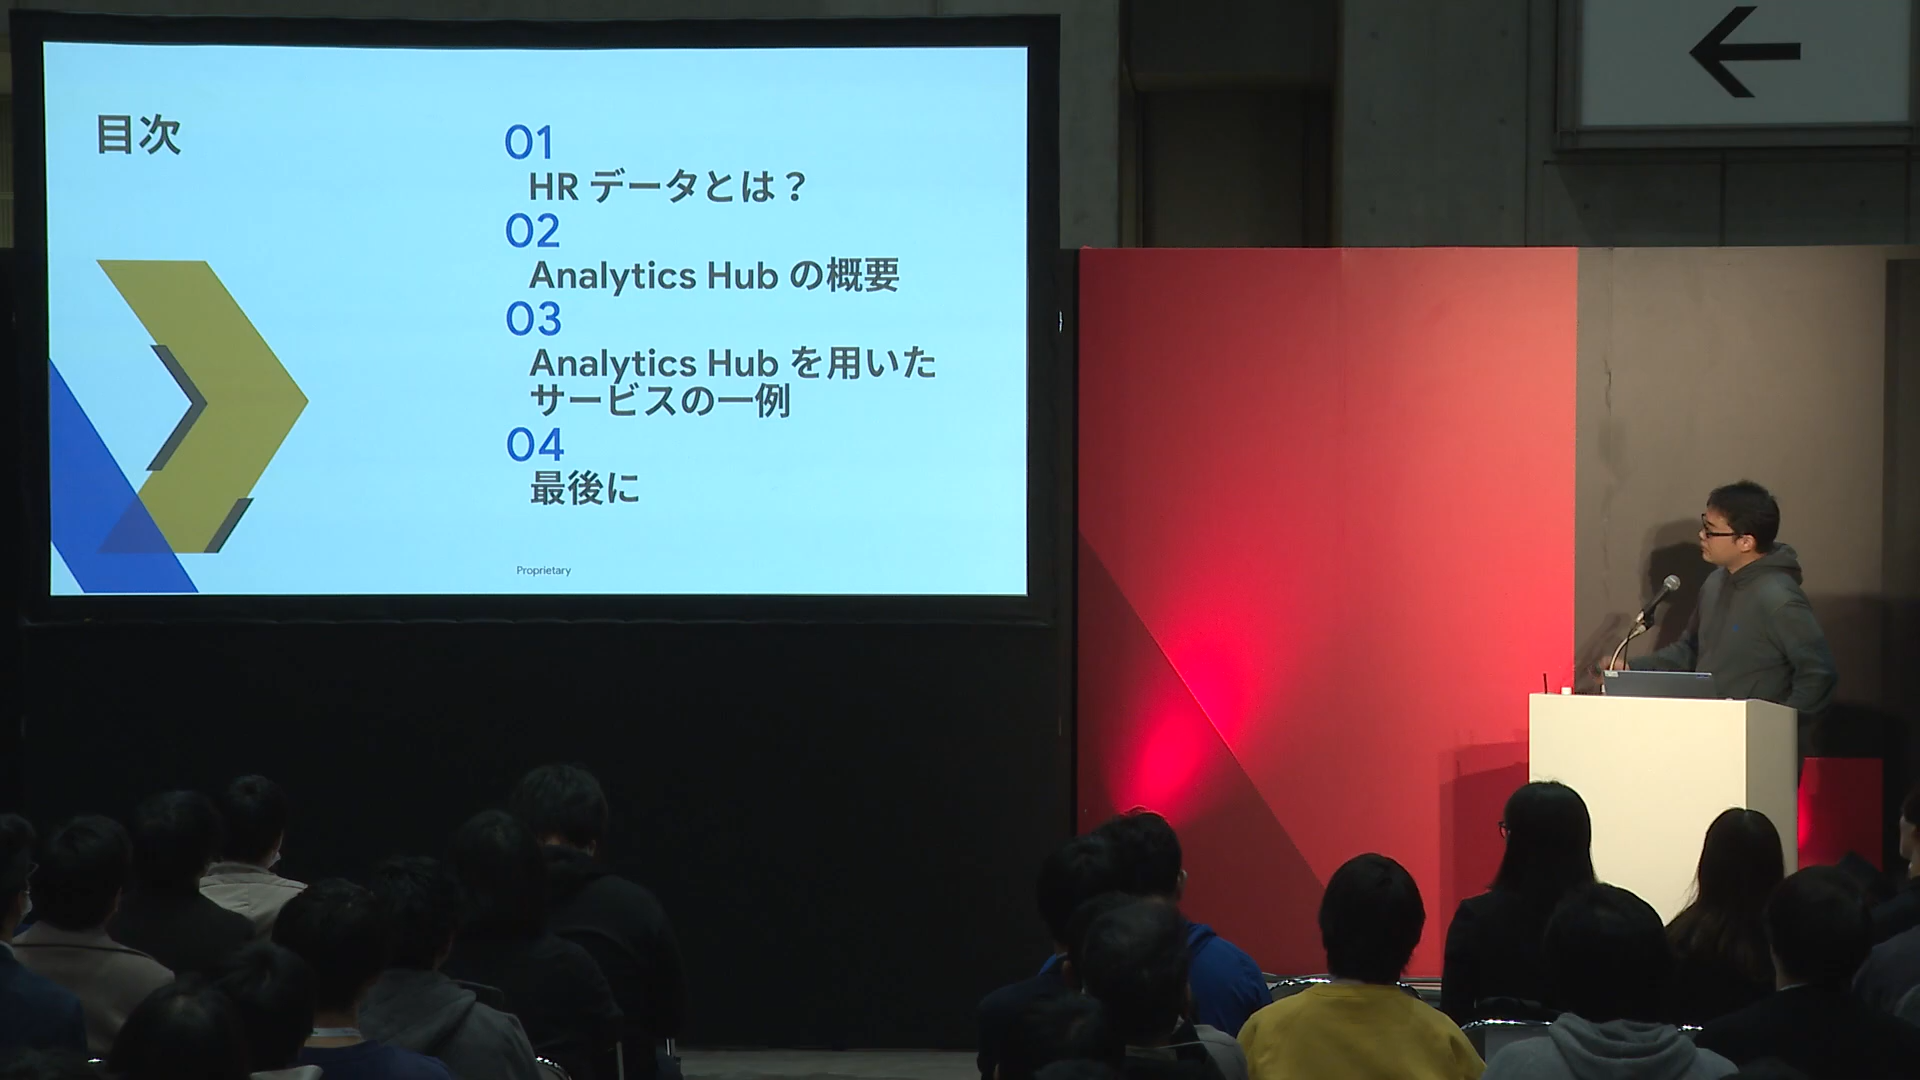 目次
01
HR データとは？
02
Analytics Hub の概要
03
Analytics Hub を用いた
サービスの一例
04
最後に
Proprietary